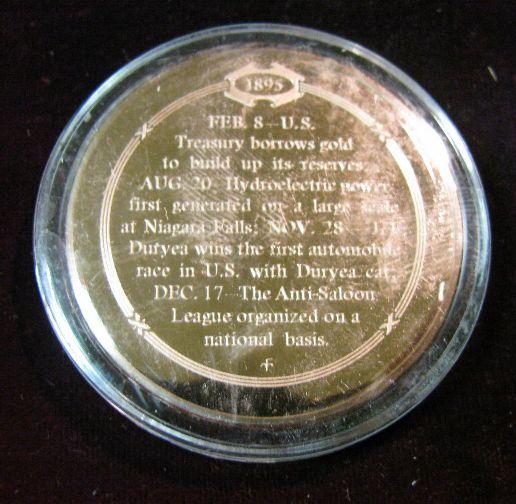 1895
FEB. 8—U.S.
Treasury borrows gold
to build up its reserves.
AUG. 20—Hydroelectric power
first generated on a large scale
at Niagara Falls; NOV. 28—J.F.
Duryea wins the first automobile
race in U.S. with Duryea car;
DEC. 17—The Anti-Saloon
League organized on a
national basis.